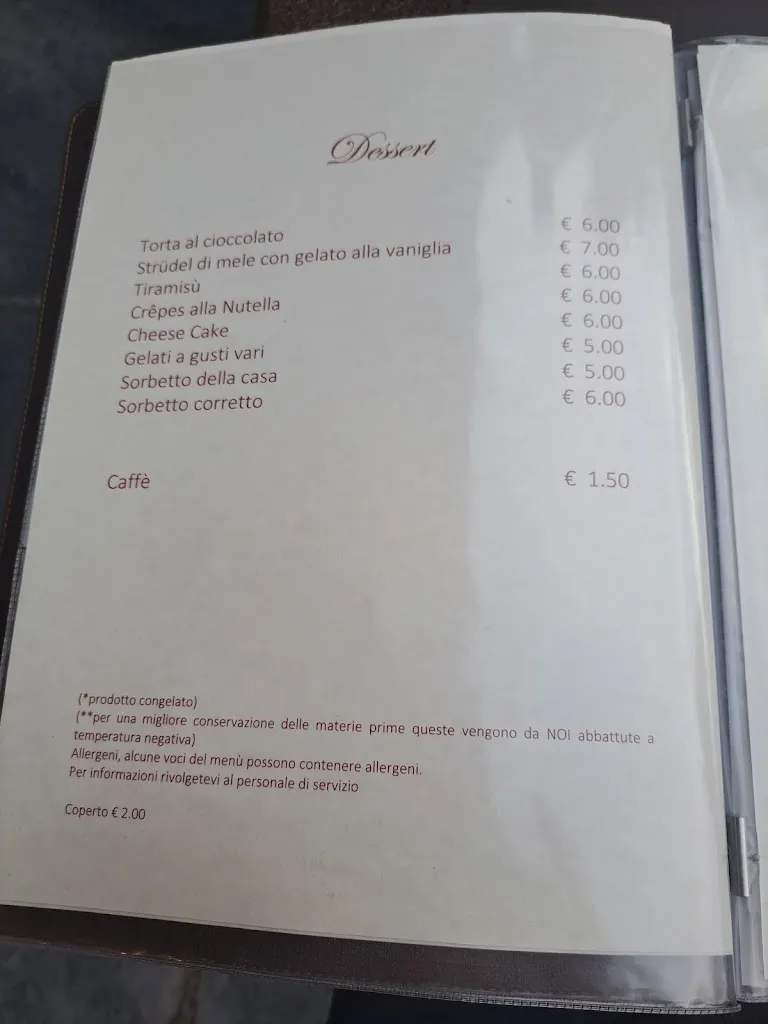 Dessert
Torta al cioccolato € 6.00
Strüdel di mele con gelato alla vaniglia € 7.00
Tiramisù € 6.00
Crêpes alla Nutella € 6.00
Cheese Cake € 6.00
Gelati a gusti vari € 5.00
Sorbetto della casa € 5.00
Sorbetto corretto € 6.00
Caffè € 1.50
(*prodotto congelato)
(**per una migliore conservazione delle materie prime queste vengono da NOI abbattute a
temperatura negativa)
Allergeni, alcune voci del menù possono contenere allergeni.
Per informazioni rivolgetevi al personale di servizio
Coperto € 2.00